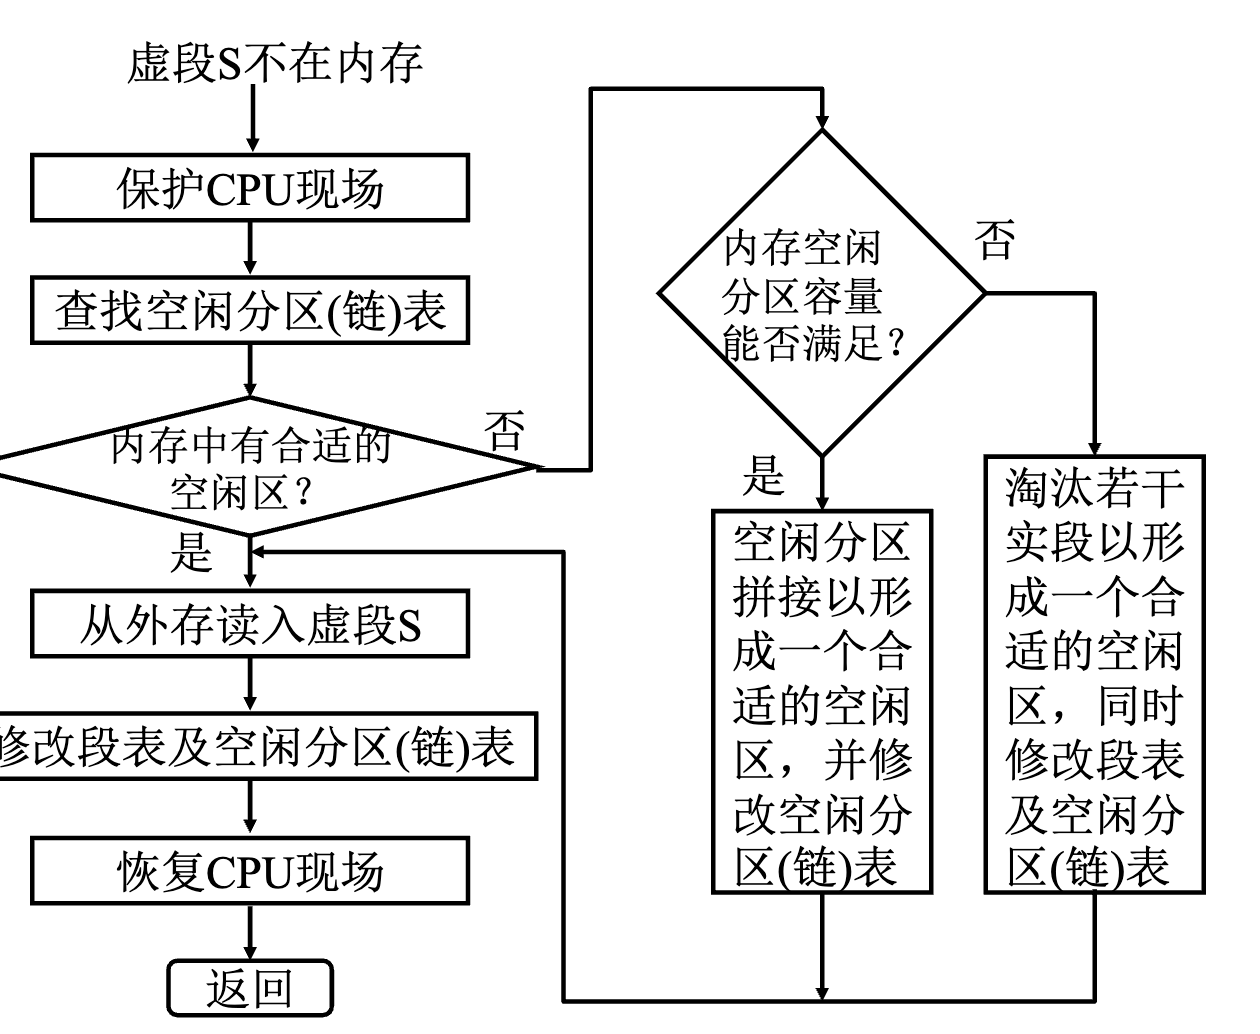 虚段S不在内存
保护CPU现场
查找空闲分区(链)表
内存中有合适的
空闲区？
否
是
从外存读入虚段S
修改段表及空闲分区(链)表
恢复CPU现场
返回
内存空闲
分区容量
能否满足？
否
是
空闲分区
拼接以形
成一个合
适的空闲
区，并修
改空闲分
区(链)表
淘汰若干
实段以形
成一个合
适的空闲
区，同时
修改段表
及空闲分
区(链)表